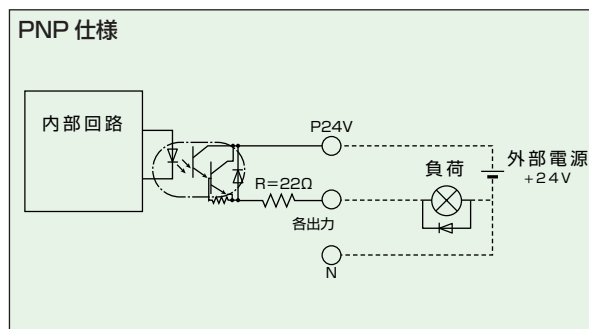 PNP 仕様
内部回路
P24V
R=22Ω
各出力
N
負荷
外部電源
+24V